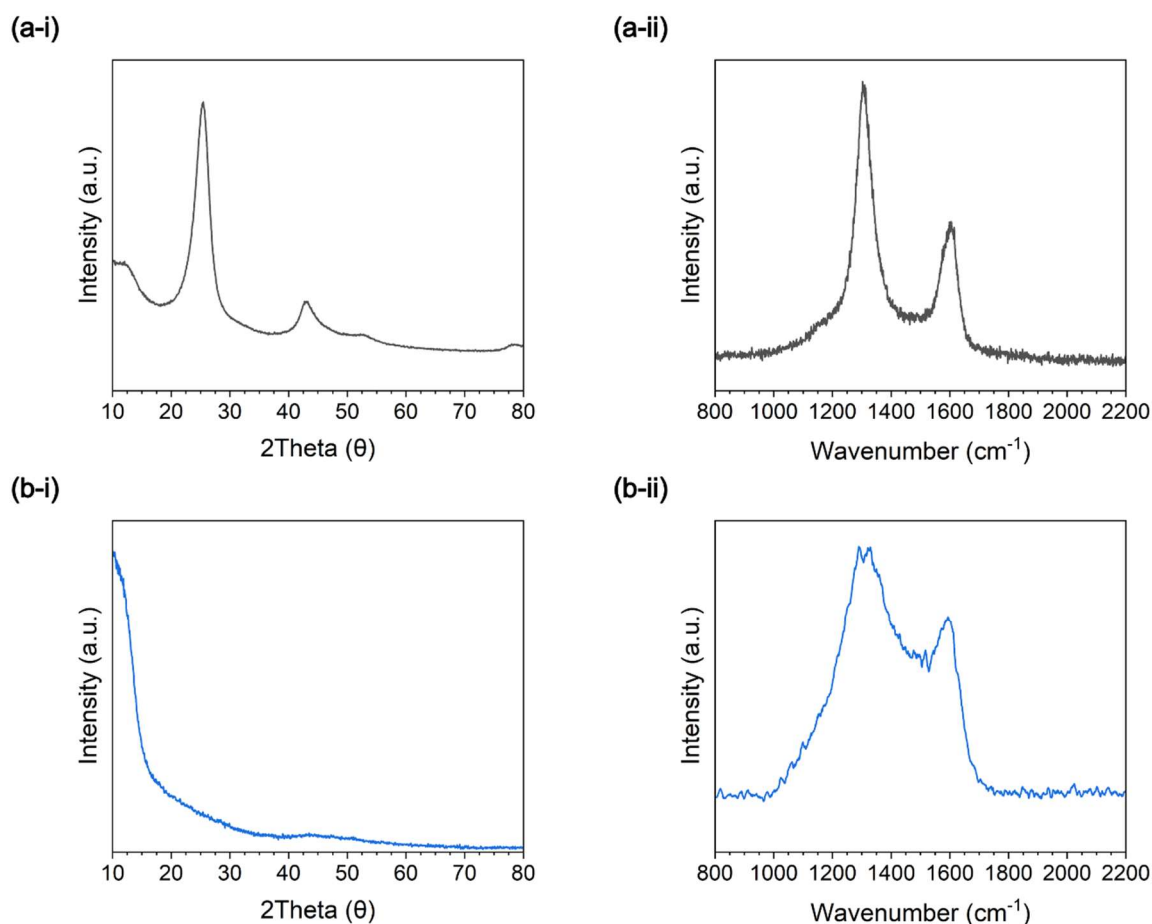 (a-i)
(a-ii)
Intensity (a.u.)
10 20 30 40 50 60 70 80
2Theta (θ)
Intensity (a.u.)
800 1000 1200 1400 1600 1800 2000 2200
Wavenumber (cm⁻¹)
(b-i)
(b-ii)
Intensity (a.u.)
10 20 30 40 50 60 70 80
2Theta (θ)
Intensity (a.u.)
800 1000 1200 1400 1600 1800 2000 2200
Wavenumber (cm⁻¹)